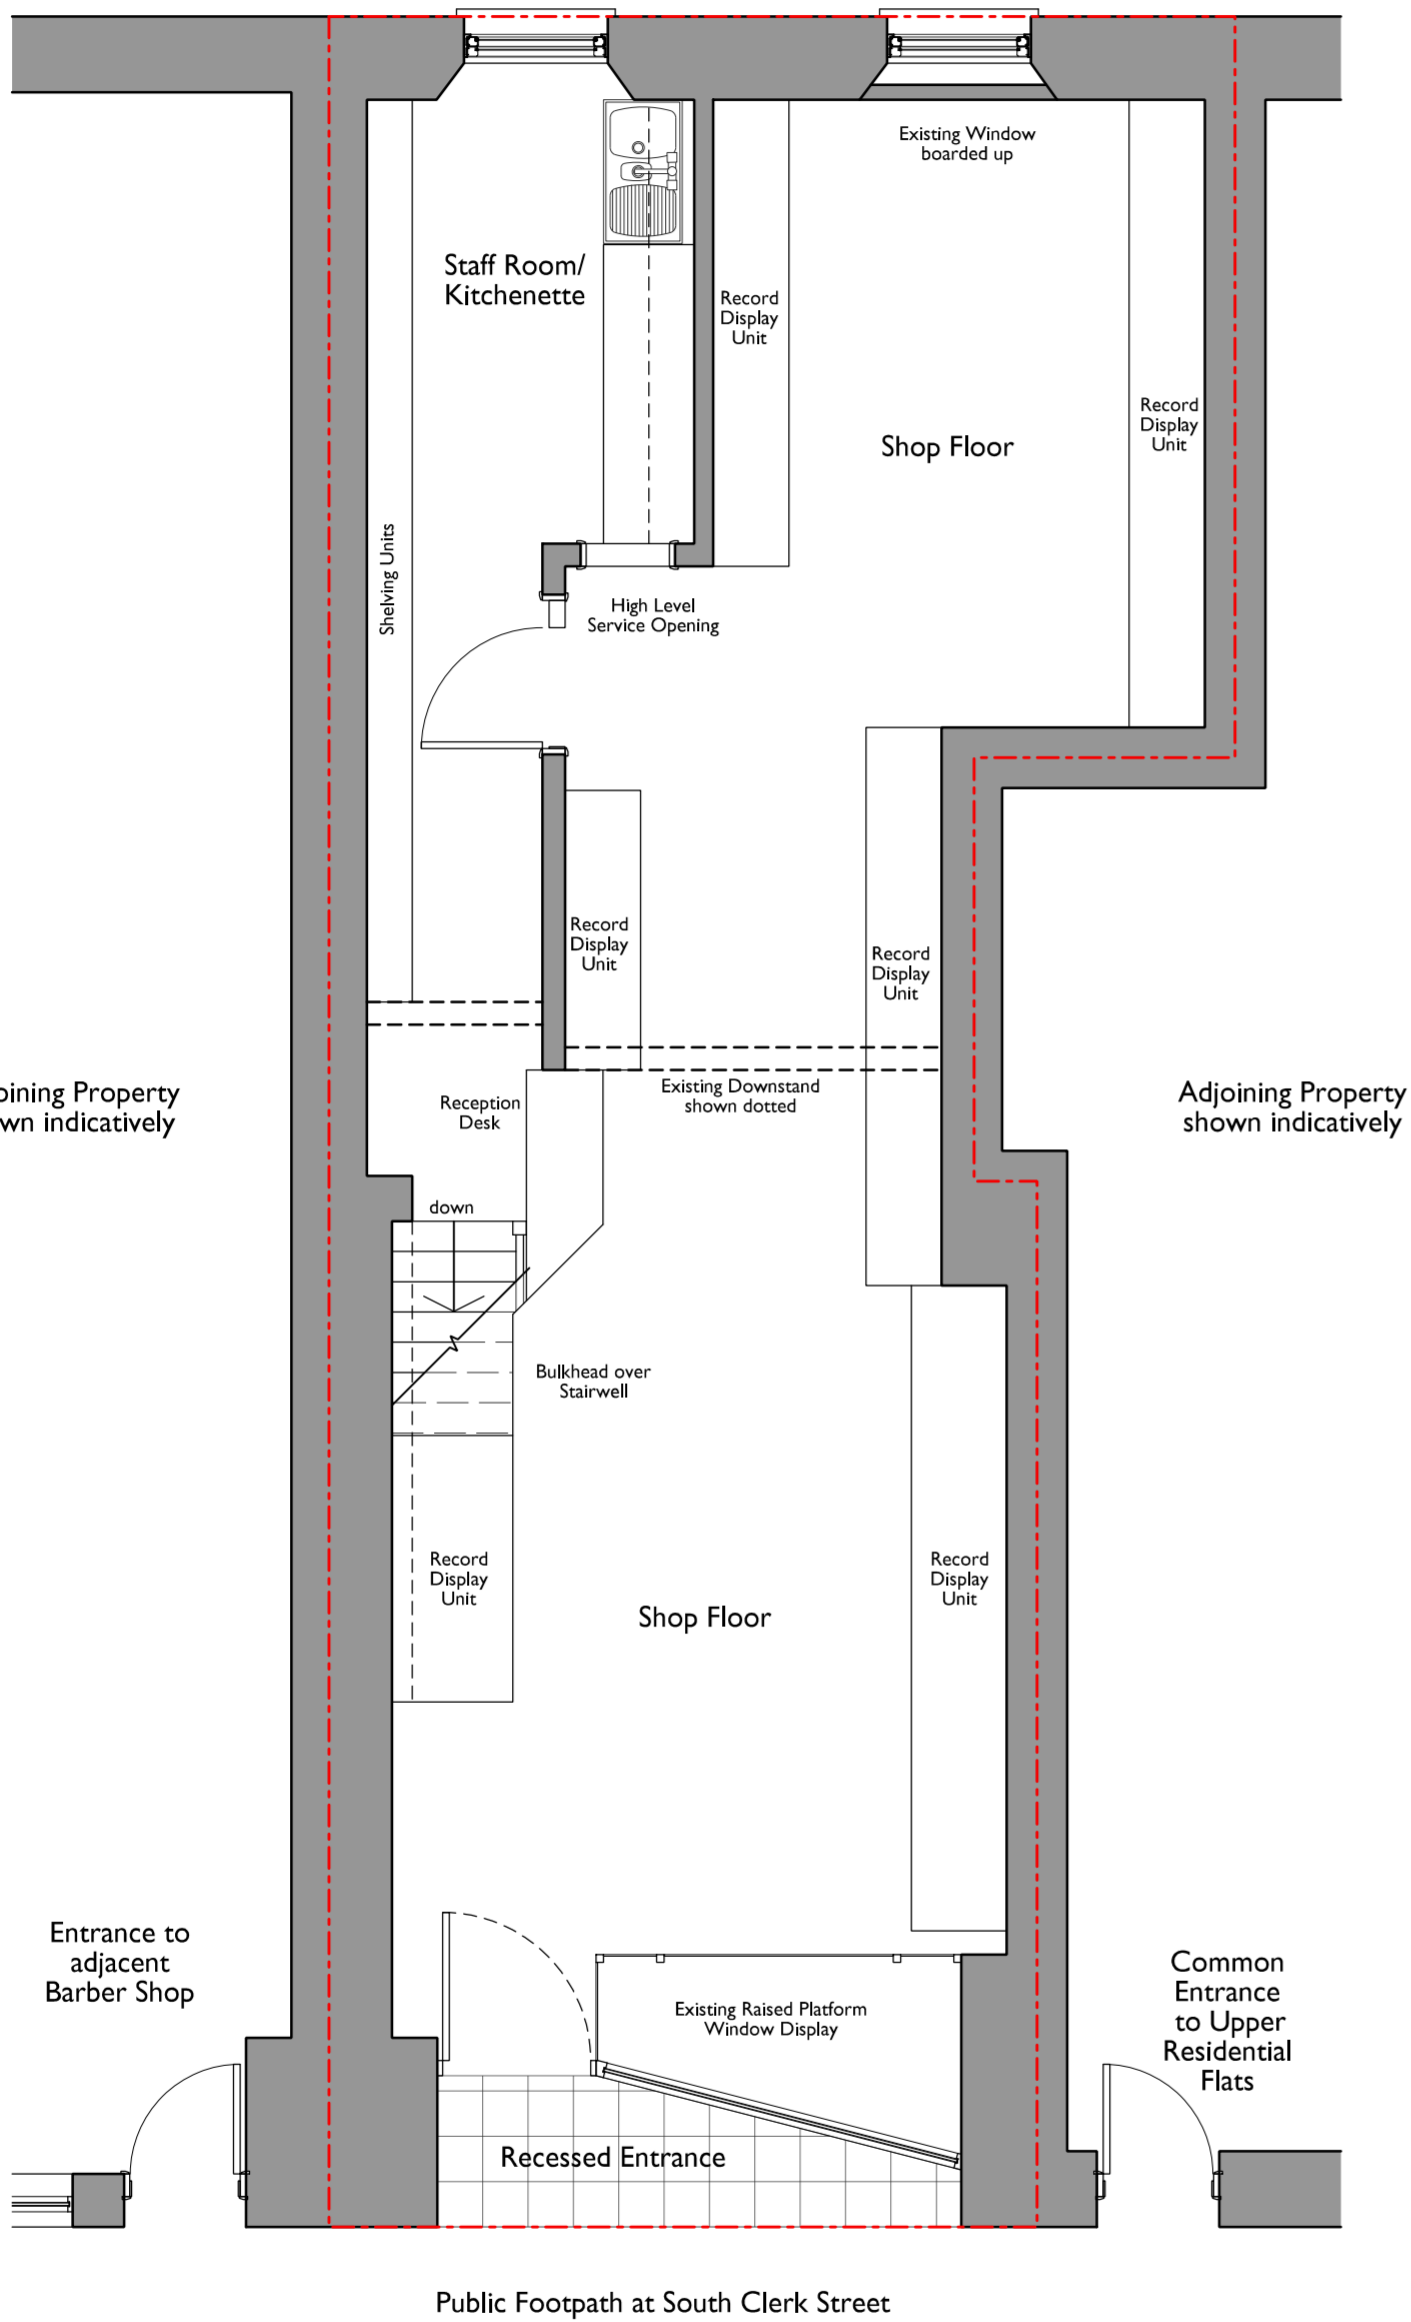 Existing Window
boarded up
Staff Room/
Kitchenette
Record
Display
Unit
Record
Display
Unit
Shop Floor
Shelving Units
High Level
Service Opening
Record
Display
Unit
Record
Display
Unit
Existing Downstand
shown dotted
Reception
Desk
oining Property
wn indicatively
Adjoining Property
shown indicatively
down
Bulkhead over
Stairwell
Record
Display
Unit
Record
Display
Unit
Shop Floor
Entrance to
adjacent
Barber Shop
Existing Raised Platform
Window Display
Common
Entrance
to Upper
Residential
Flats
Recessed Entrance
Public Footpath at South Clerk Street